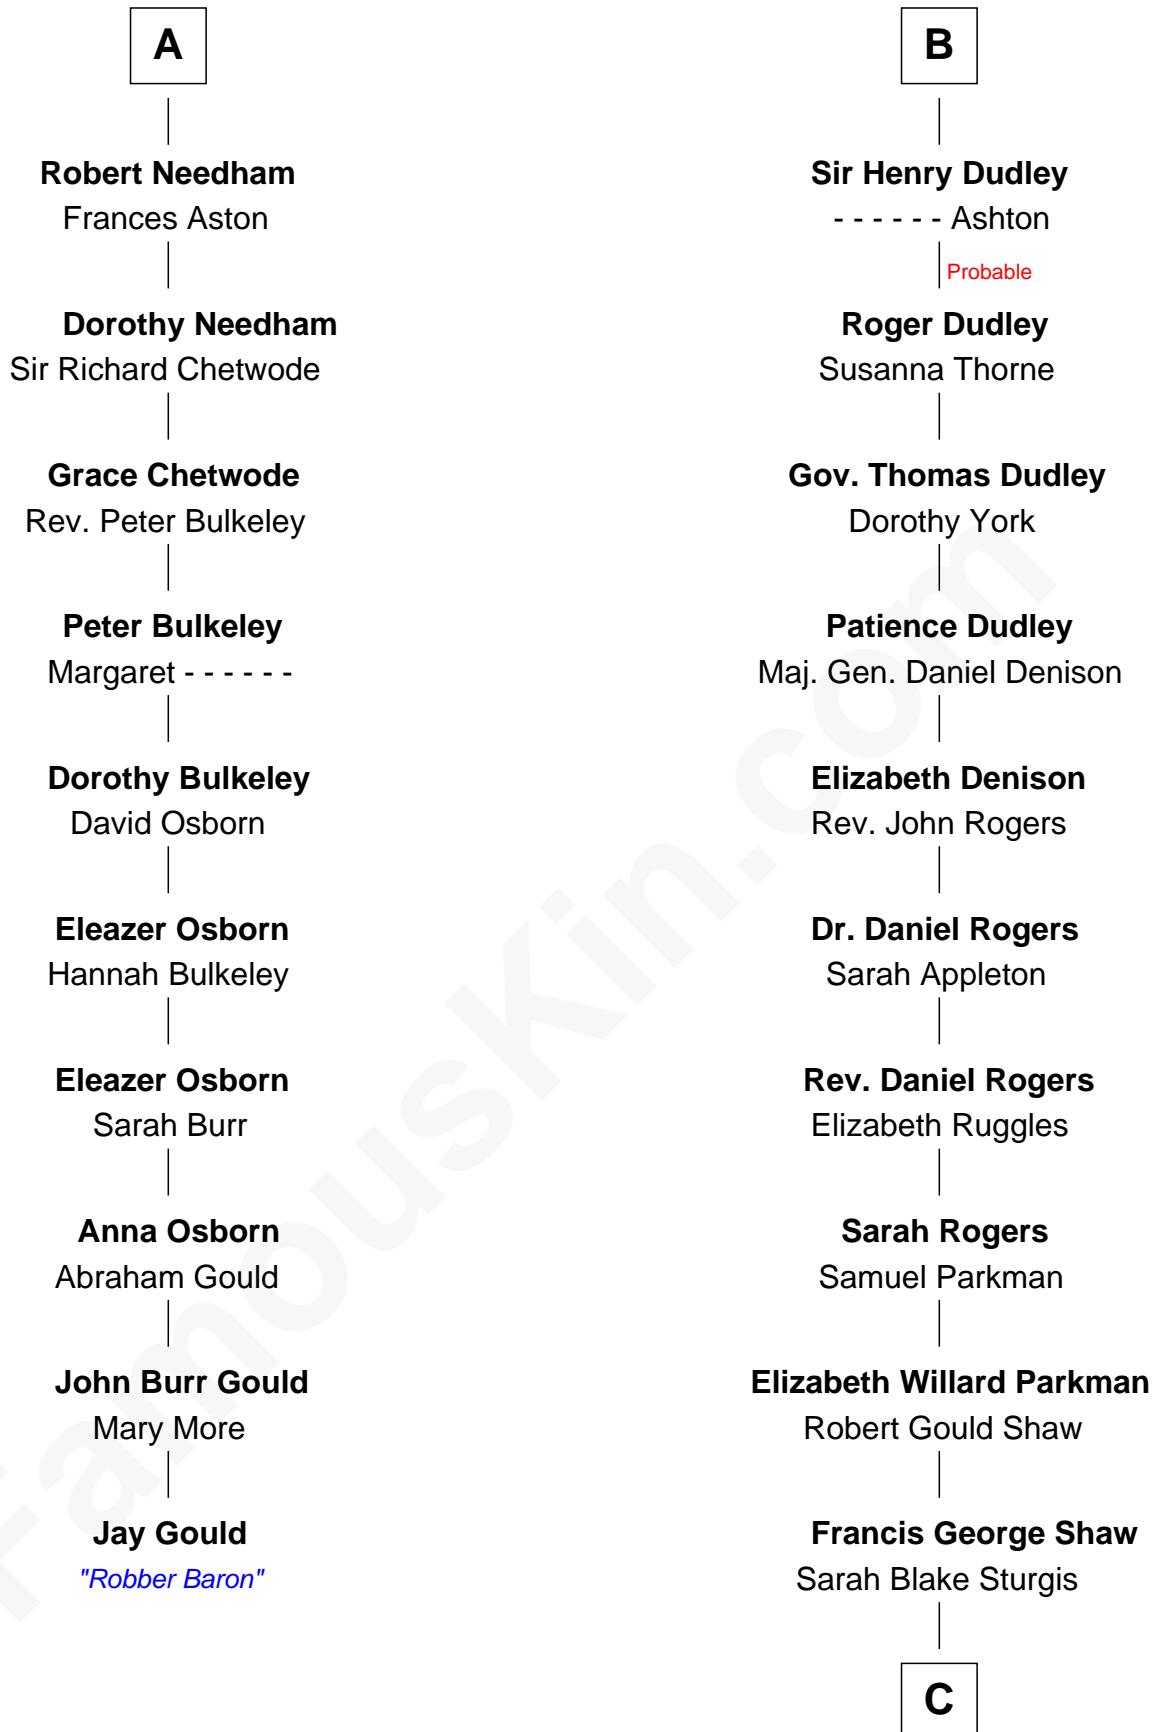 A
Robert Needham
Frances Aston
Dorothy Needham
Sir Richard Chetwode
Grace Chetwode
Rev. Peter Bulkeley
Peter Bulkeley
Margaret - - - - - -
Dorothy Bulkeley
David Osborn
Eleazer Osborn
Hannah Bulkeley
Eleazer Osborn
Sarah Burr
Anna Osborn
Abraham Gould
John Burr Gould
Mary More
Jay Gould
"Robber Baron"
B
Sir Henry Dudley
- - - - - - Ashton
Probable
Roger Dudley
Susanna Thorne
Gov. Thomas Dudley
Dorothy York
Patience Dudley
Maj. Gen. Daniel Denison
Elizabeth Denison
Rev. John Rogers
Dr. Daniel Rogers
Sarah Appleton
Rev. Daniel Rogers
Elizabeth Ruggles
Sarah Rogers
Samuel Parkman
Elizabeth Willard Parkman
Robert Gould Shaw
Francis George Shaw
Sarah Blake Sturgis
C
FamousKin.com